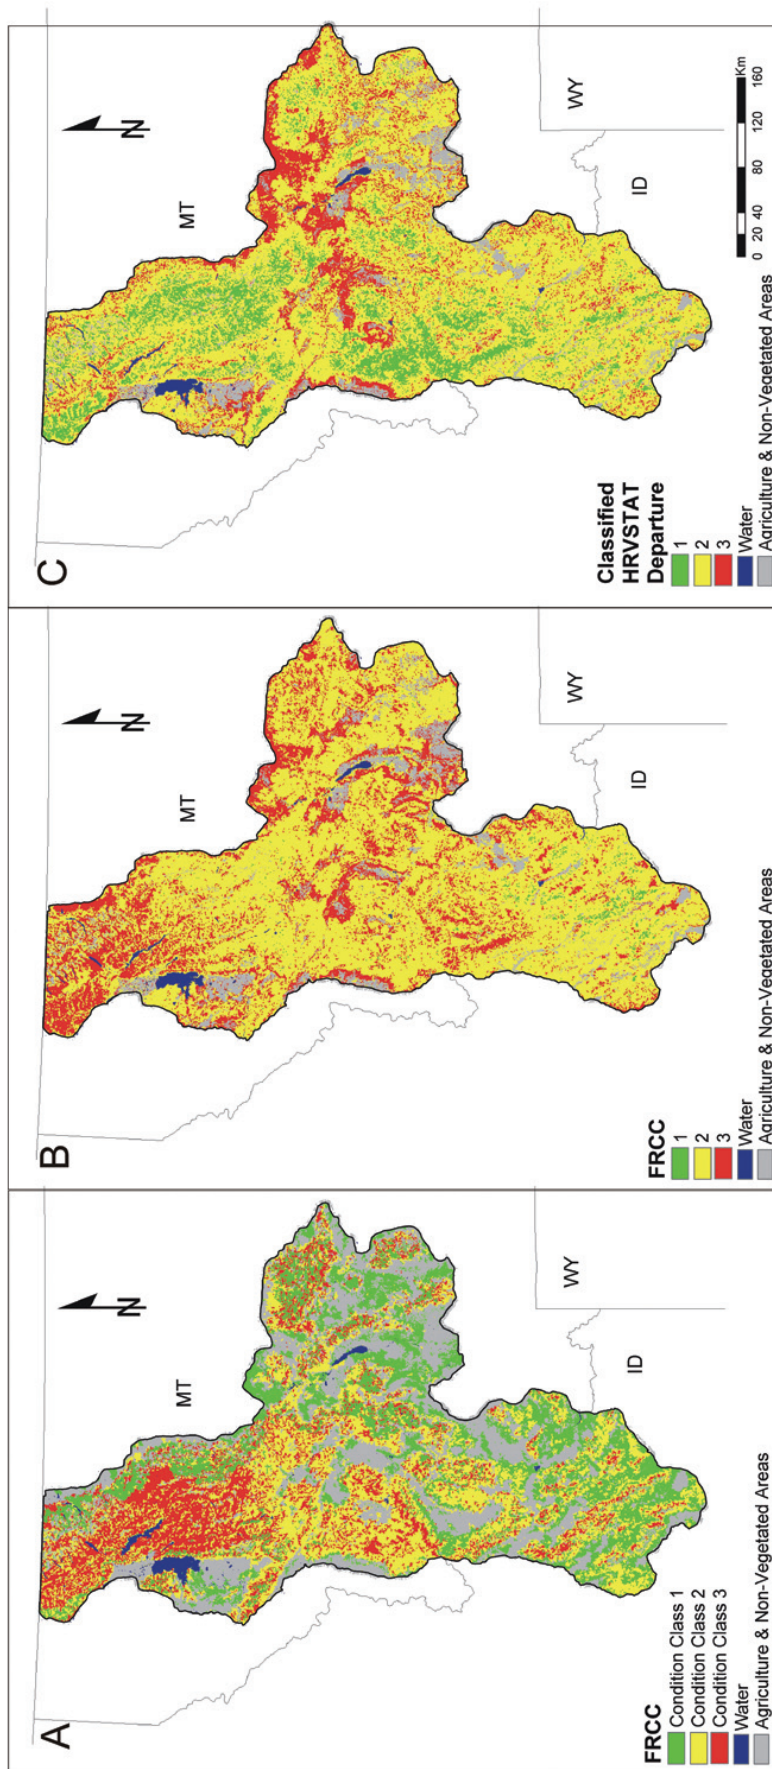 A
N
MT
WY
ID
FRCC
Condition Class 1
Condition Class 2
Condition Class 3
Water
Agriculture & Non-Vegetated Areas
B
N
MT
WY
ID
FRCC
1
2
3
Water
Agriculture & Non-Vegetated Areas
C
N
MT
WY
ID
Classified
HRVSTAT
Departure
1
2
3
Water
Agriculture & Non-Vegetated Areas
0 20 40 80 120 160
Km